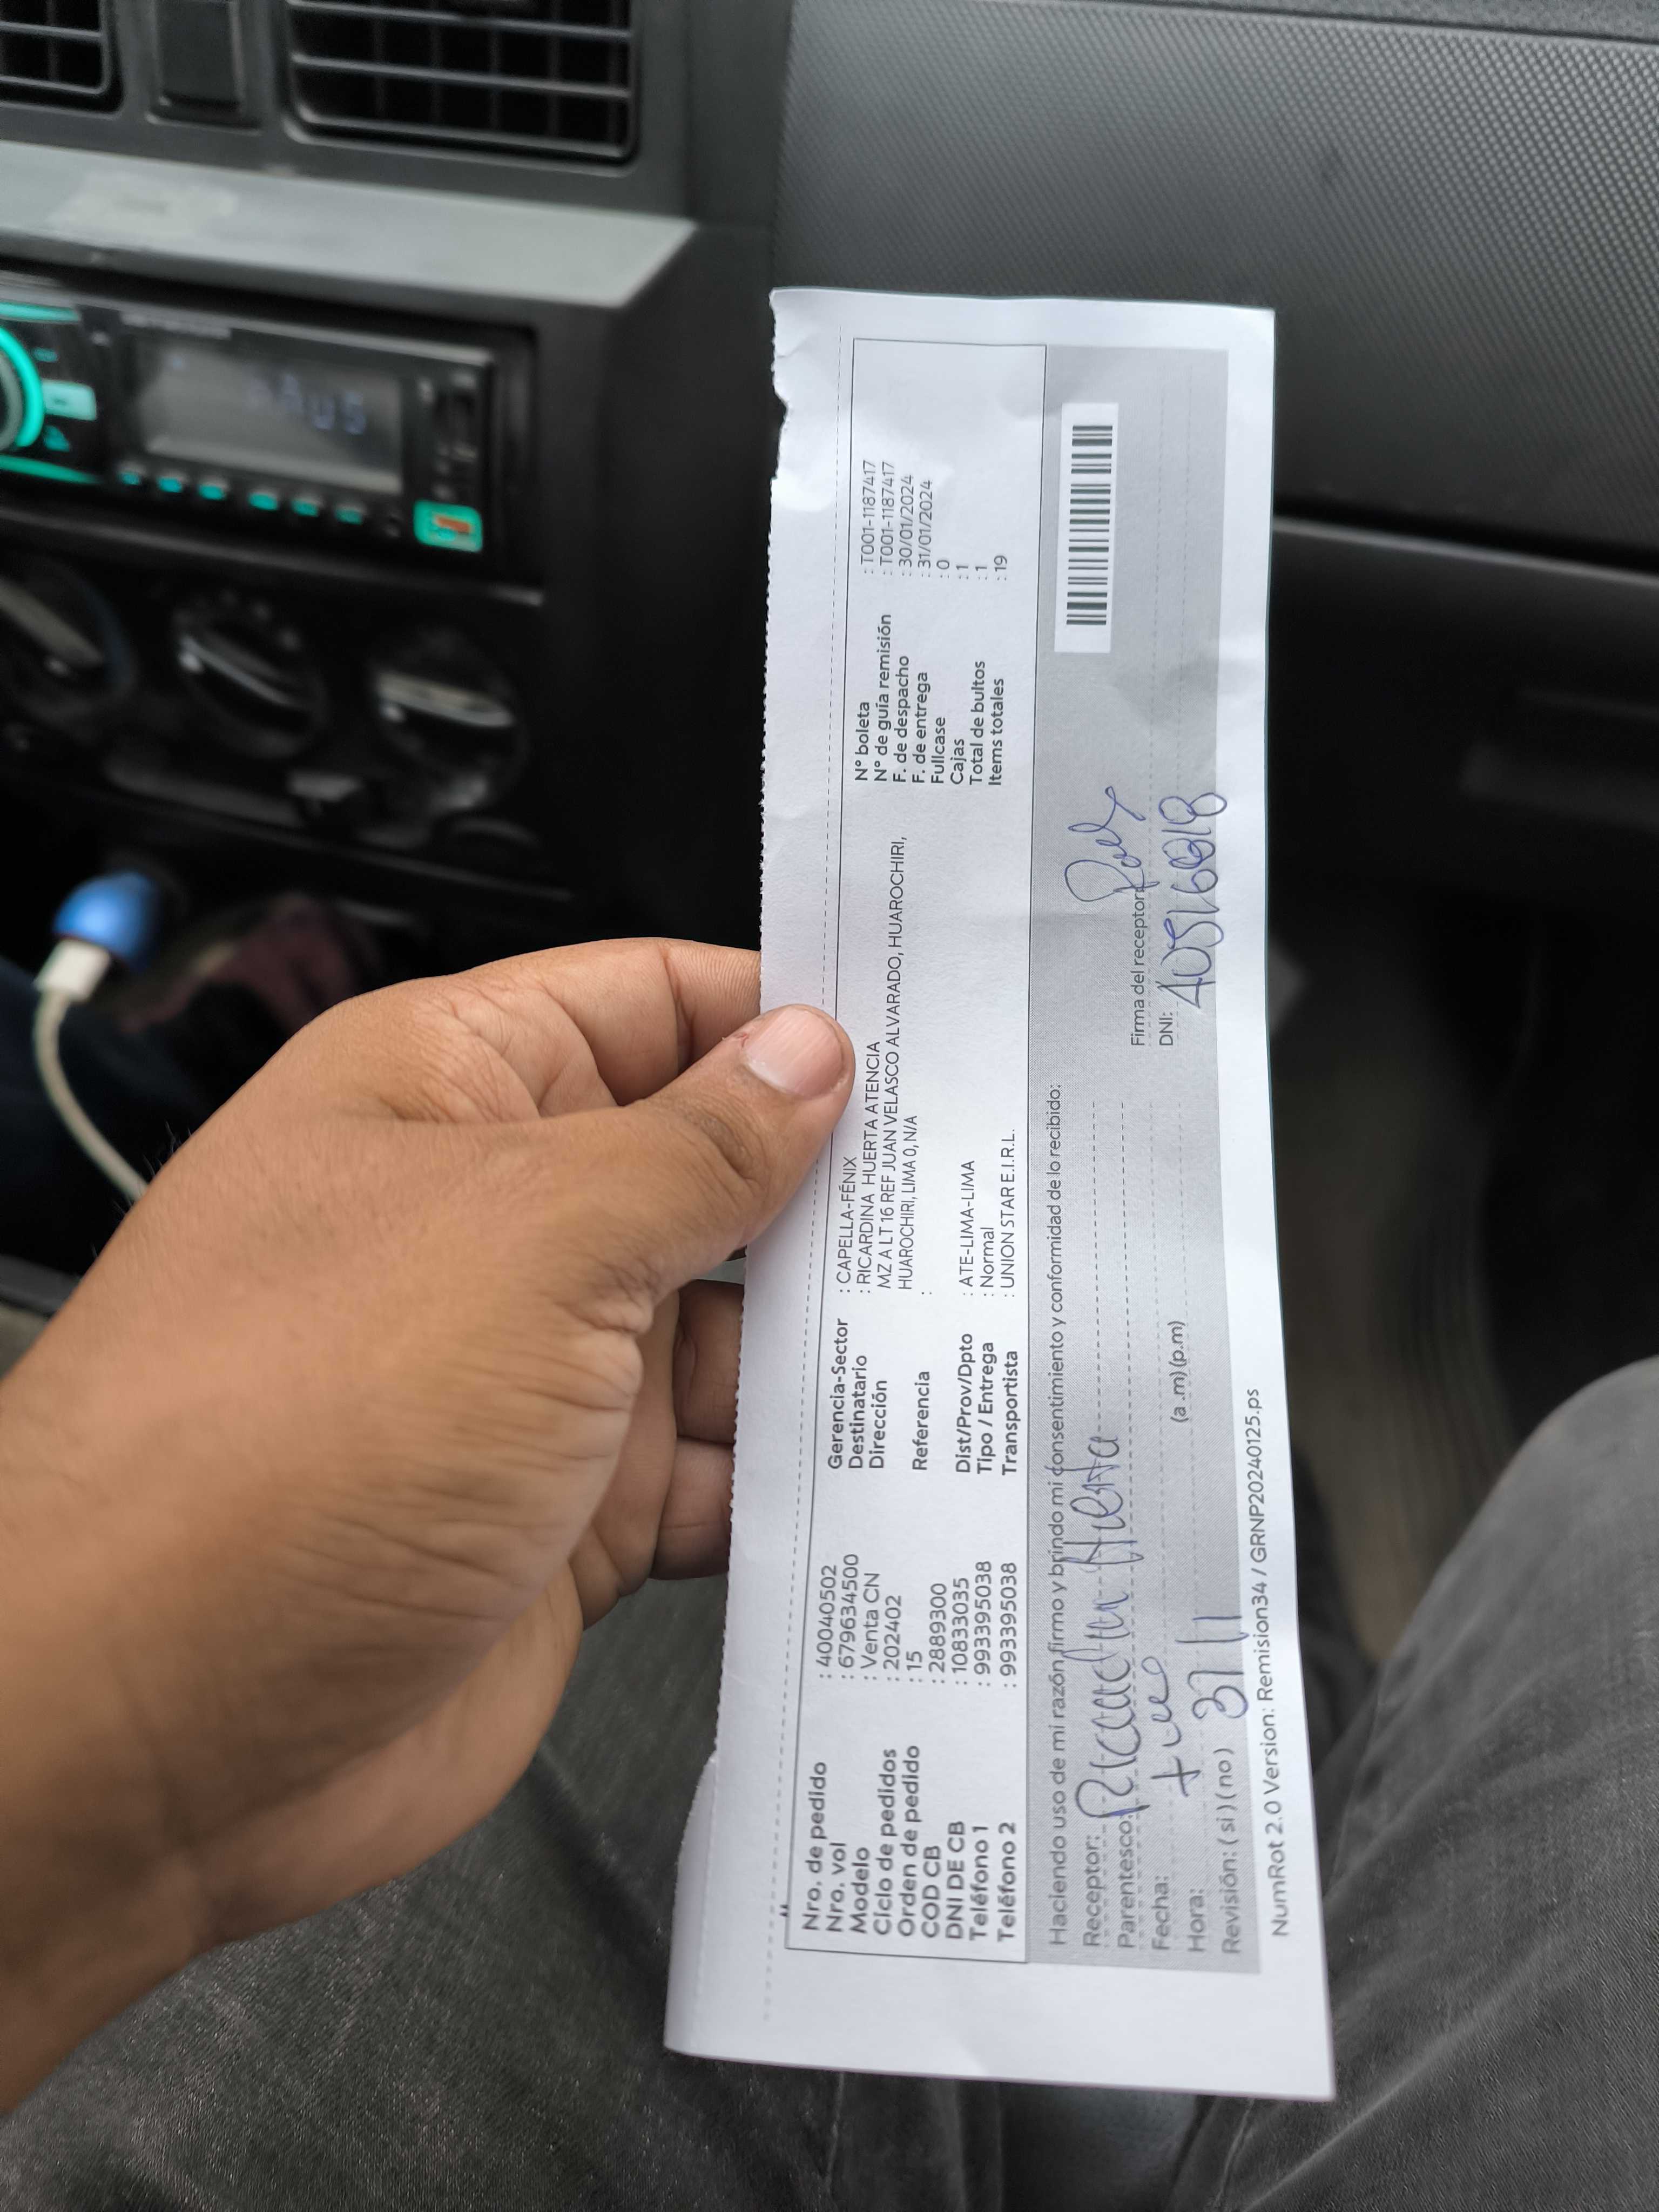 Nro. de pedido : 40040502
Nro. vol : 679634500
Modelo : Venta CN
Ciclo de pedidos : 202402
Orden de pedido : 15
COD CB : 2889300
DNI DE CB : 10833035
Teléfono 1 : 993395038
Teléfono 2 : 993395038
Gerencia-Sector : CAPELLA-FÉNIX
Destinatario : RICARDINA HUERTA ATENCIA
Dirección MZ A LT 16 REF JUAN VELASCO ALVARADO, HUAROCHIRI,
HUAROCHIRI, LIMA 0, N/A
Referencia :
Dist/Prov/Dpto : ATE-LIMA-LIMA
Tipo / Entrega : Normal
Transportista : UNION STAR E.I.R.L.
N° boleta : T001-1187417
N° de guía remisión : T001-1187417
F. de despacho : 30/01/2024
F. de entrega : 31/01/2024
Fullcase : 0
Cajas : 1
Total de bultos : 1
Items totales : 19
Haciendo uso de mi razón, firmo y brindo mi consentimiento y conformidad de lo recibido:
Receptor: Huerta
Parentesco:
Fecha:
Hora: (a .m) (p.m)
Revisión: ( si ) ( no ) 31
Firma del receptor:
DNI:
NumRot 2.0 Version: Remision34 / GRNP20240125.ps